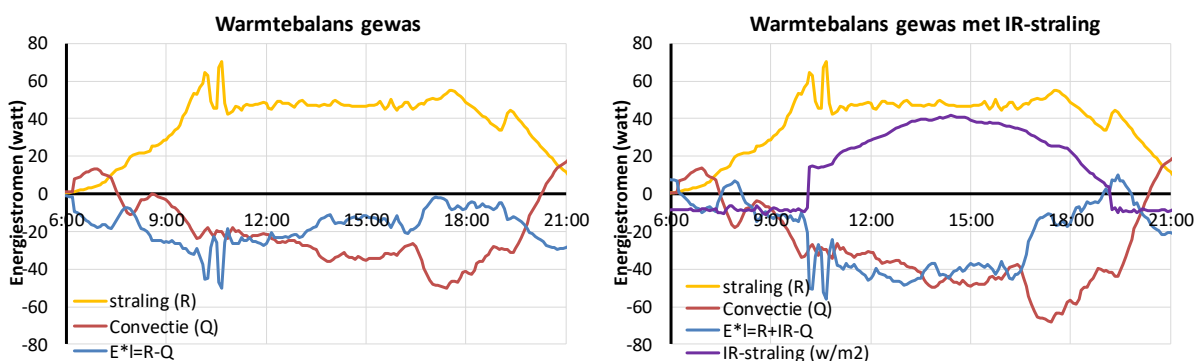 Warmtebalans gewas
Energiestromen (watt)
80
60
40
20
0
-20
-40
-60
-80
6:00 9:00 12:00 15:00 18:00 21:00
straling (R)
Convectie (Q)
E*l=R-Q
Warmtebalans gewas met IR-straling
Energiestromen (watt)
80
60
40
20
0
-20
-40
-60
-80
6:00 9:00 12:00 15:00 18:00 21:00
straling (R)
Convectie (Q)
E*l=R+IR-Q
IR-straling (w/m2)